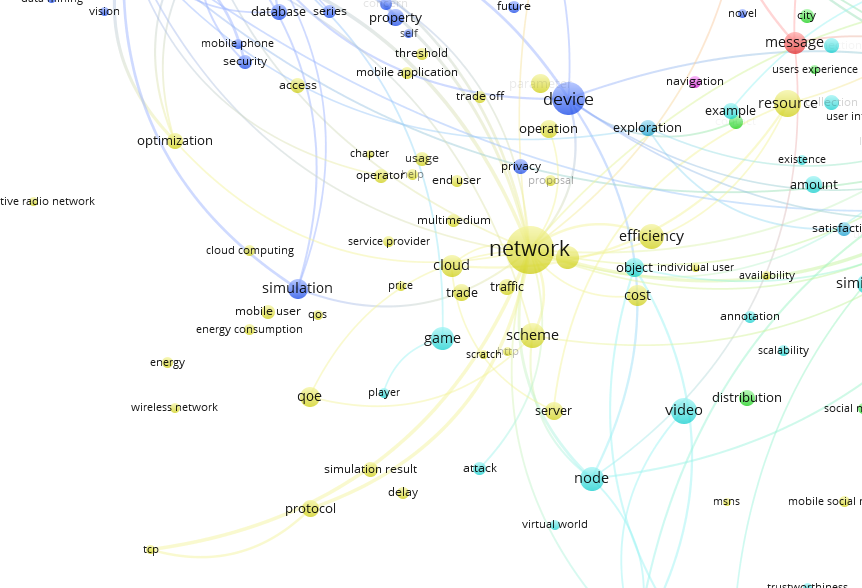 vision
database
series
property
self
future
novel
city
message
mobile phone
security
threshold
mobile application
access
trade off
device
navigation
users experience
example
resource
user in
optimization
operation
exploration
chapter
usage
operator
help
end user
privacy
proposal
existence
amount
tive radio network
multimedium
service provider
network
efficiency
satisfacti
cloud computing
cloud
object
individual user
availability
simulation
price
trade
traffic
cost
simi
mobile user
qos
energy consumption
annotation
game
scheme
scratch
http
scalability
energy
player
qoe
wireless network
server
video
distribution
social n
simulation result
attack
node
delay
protocol
msns
mobile social r
virtual world
tcp
trustworthiness